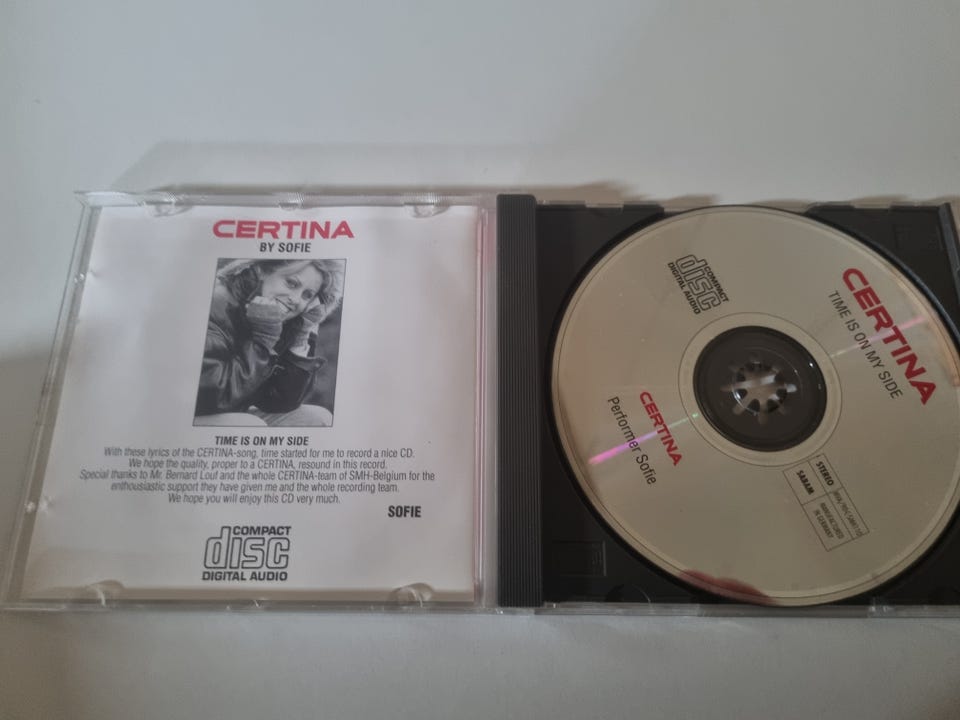 CERTINA
BY SOFIE
TIME IS ON MY SIDE
With these lyrics of the CERTINA-song, time started for me to record a nice CD.
We hope the quality, proper to a CERTINA, resound in this record.
Special thanks to Mr. Bernard Louf and the whole CERTINA-team of SMH-Belgium for the
enthousiastic support they have given me and the whole recording team.
We hope you will enjoy this CD very much.
SOFIE
COMPACT
disc
DIGITAL AUDIO
COMPACT
disc
DIGITAL AUDIO
CERTINA
TIME IS ON MY SIDE
CERTINA
Performer Sofie
STEREO
SABAM
MANUFACTURED
IN GERMANY